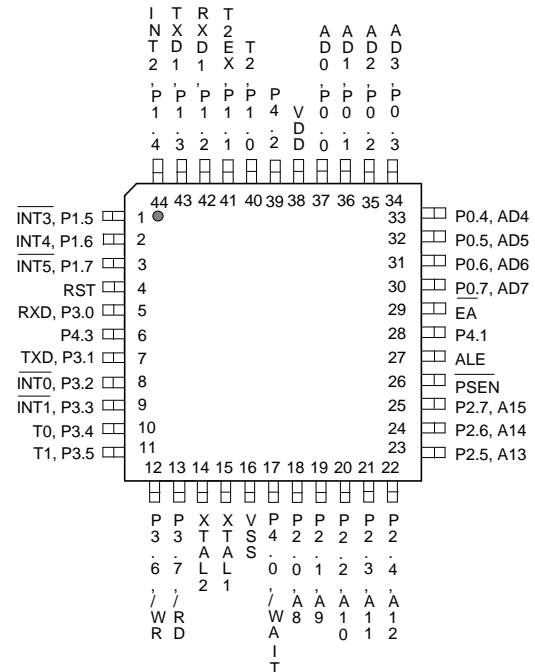 INT2, P1.4
TXD1, P1.3
RXD1, P1.2
T2EX, P1.1
T2, P1.0
P4.2
VDD
AD0, P0.0
AD1, P0.1
AD2, P0.2
AD3, P0.3
44 43 42 41 40 39 38 37 36 35 34
INT3, P1.5 1
INT4, P1.6 2
INT5, P1.7 3
RST 4
RXD, P3.0 5
P4.3 6
TXD, P3.1 7
INT0, P3.2 8
INT1, P3.3 9
T0, P3.4 10
T1, P3.5 11
33 P0.4, AD4
32 P0.5, AD5
31 P0.6, AD6
30 P0.7, AD7
29 EA
28 P4.1
27 ALE
26 PSEN
25 P2.7, A15
24 P2.6, A14
23 P2.5, A13
12 13 14 15 16 17 18 19 20 21 22
P3.6, /WR
P3.7, /RD
XTAL2
XTAL1
VSS
P4.0, /WAIT
P2.0, A8
P2.1, A9
P2.2, A10
P2.3, A11
P2.4, A12